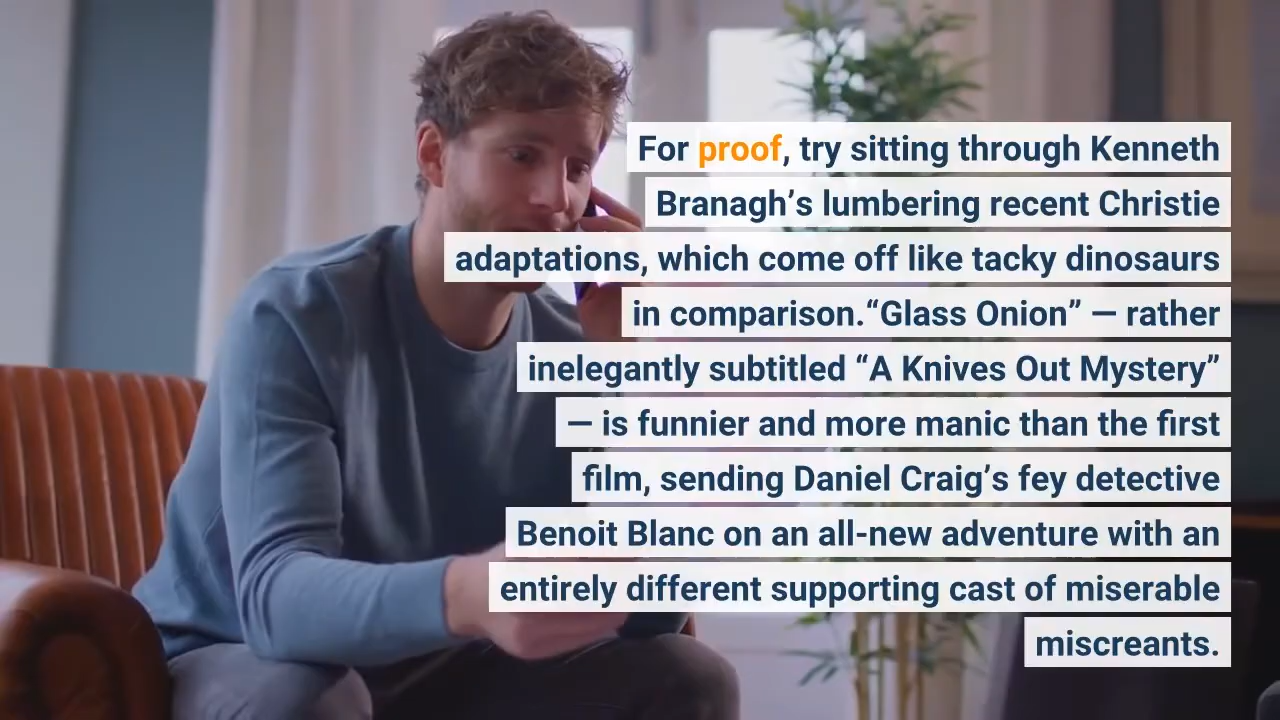 For proof, try sitting through Kenneth
Branagh’s lumbering recent Christie
adaptations, which come off like tacky dinosaurs
in comparison.“Glass Onion” — rather
inelegantly subtitled “A Knives Out Mystery”
— is funnier and more manic than the first
film, sending Daniel Craig’s fey detective
Benoit Blanc on an all-new adventure with an
entirely different supporting cast of miserable
miscreants.